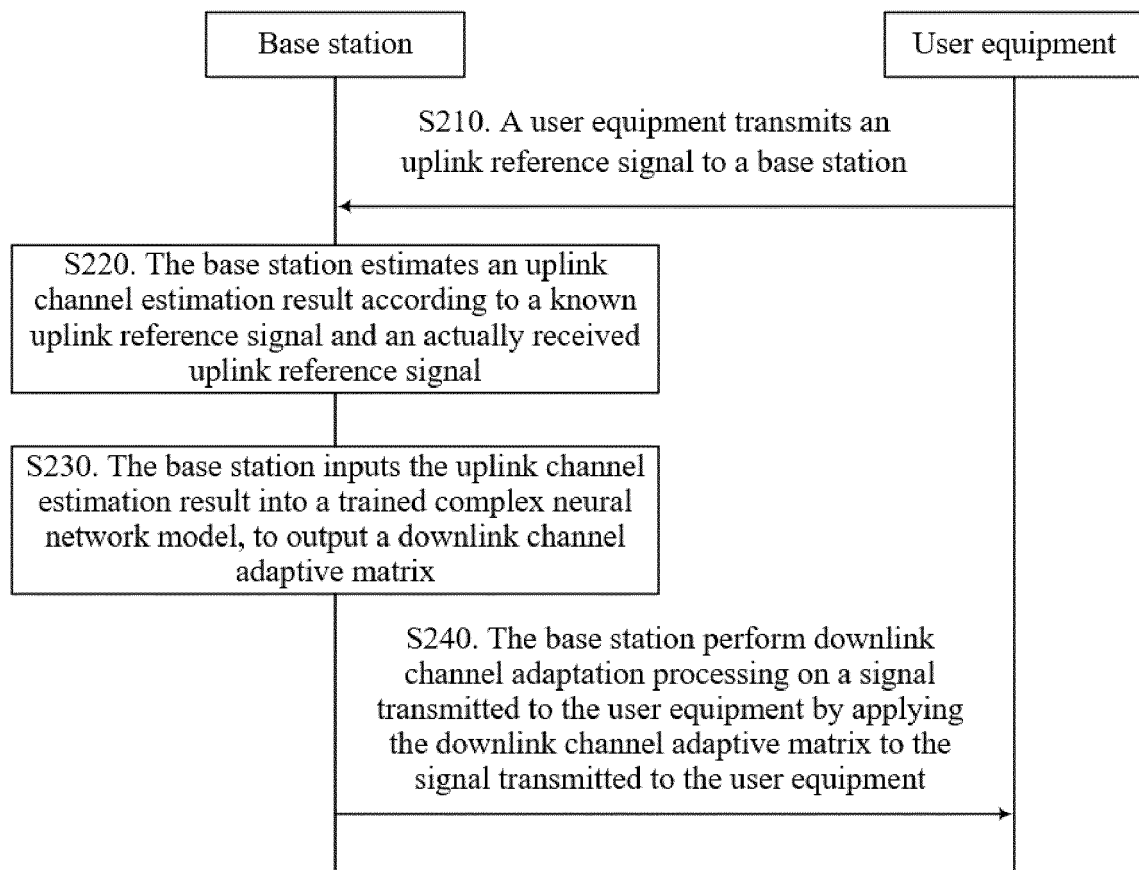 Base station
User equipment
S210. A user equipment transmits an
uplink reference signal to a base station
S220. The base station estimates an uplink
channel estimation result according to a known
uplink reference signal and an actually received
uplink reference signal
S230. The base station inputs the uplink channel
estimation result into a trained complex neural
network model, to output a downlink channel
adaptive matrix
S240. The base station perform downlink
channel adaptation processing on a signal
transmitted to the user equipment by applying
the downlink channel adaptive matrix to the
signal transmitted to the user equipment